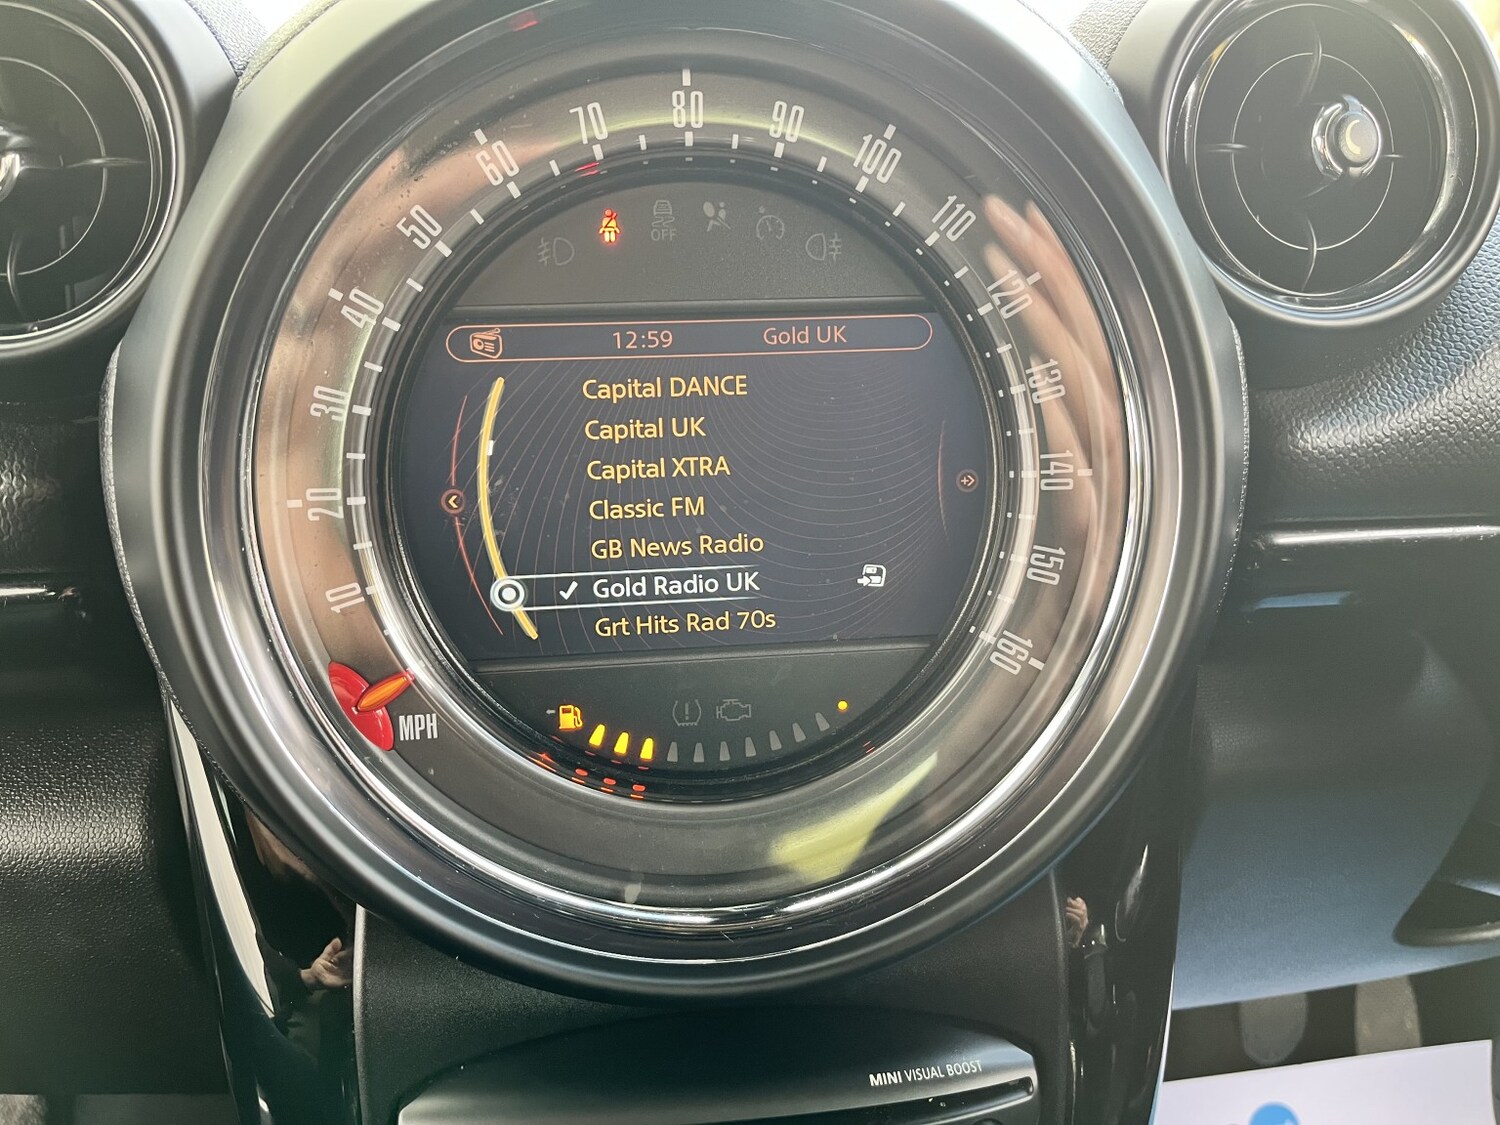 10
20
30
40
50
60
70
80
90
100
110
120
130
140
150
160
MPH
OFF
12:59 Gold UK
Capital DANCE
Capital UK
Capital XTRA
Classic FM
GB News Radio
Gold Radio UK
Grt Hits Rad 70s
MINI VISUAL BOOST